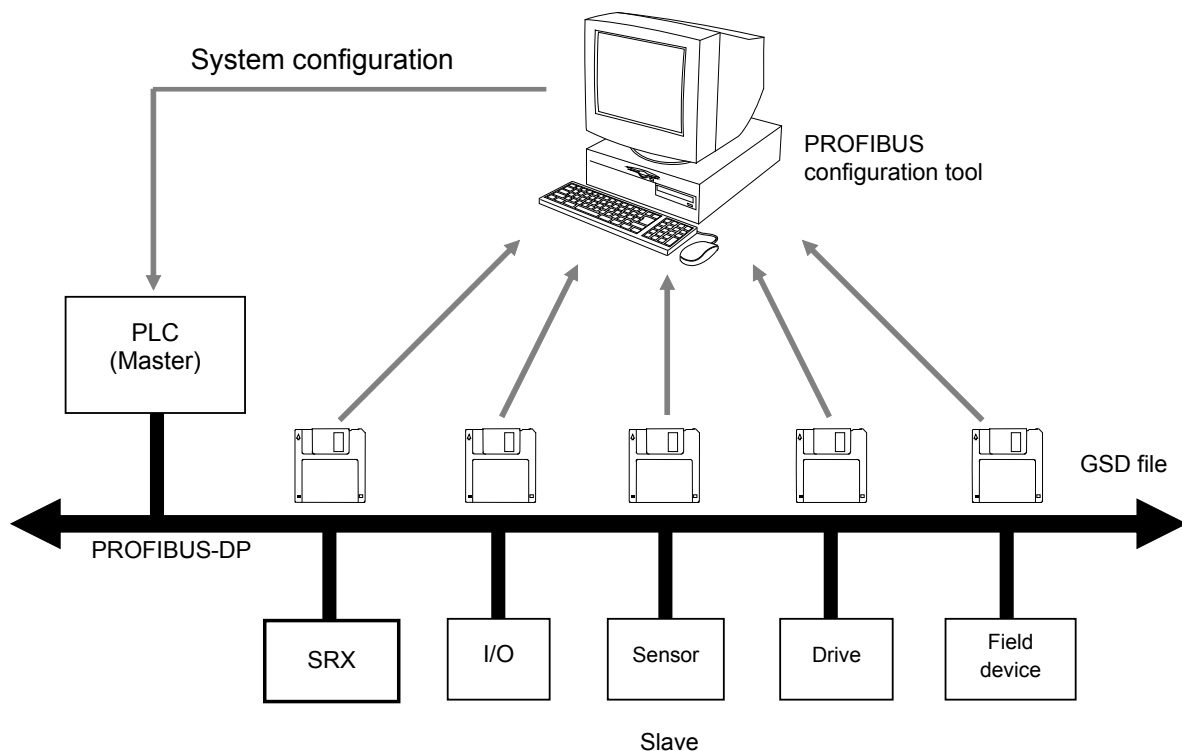 System configuration
PROFIBUS
configuration tool
PLC
(Master)
GSD file
PROFIBUS-DP
SRX
I/O
Sensor
Drive
Field
device
Slave